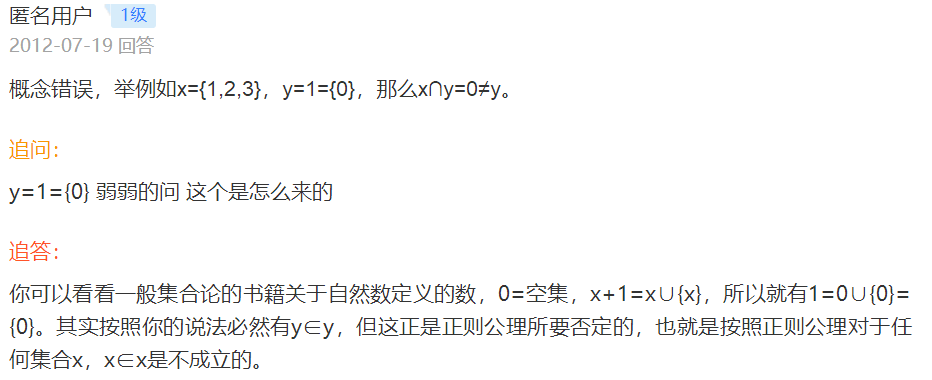 匿名用户 1级
2012-07-19 回答
概念错误，举例如x={1,2,3}，y=1={0}，那么x∩y=0≠y。
追问：
y=1={0} 弱弱的问 这个是怎么来的
追答：
你可以看看一般集合论的书籍关于自然数定义的数，0=空集，x+1=x∪{x}，所以就有1=0∪{0}=
{0}。其实按照你的说法必然有y∈y，但这正是正则公理所要否定的，也就是按照正则公理对于任
何集合x，x∈x是不成立的。